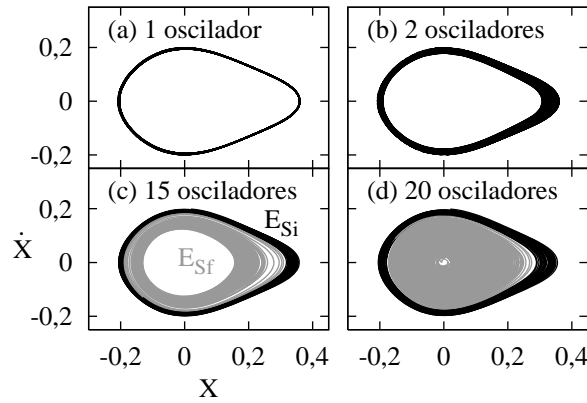 (a) 1 oscilador
(b) 2 osciladores
0,2
0
-0,2
(c) 15 osciladores
(d) 20 osciladores
E_Si
E_Sf
0,2
0
-0,2
Ẋ
-0,2 0 0,2 0,4
-0,2 0 0,2 0,4
X